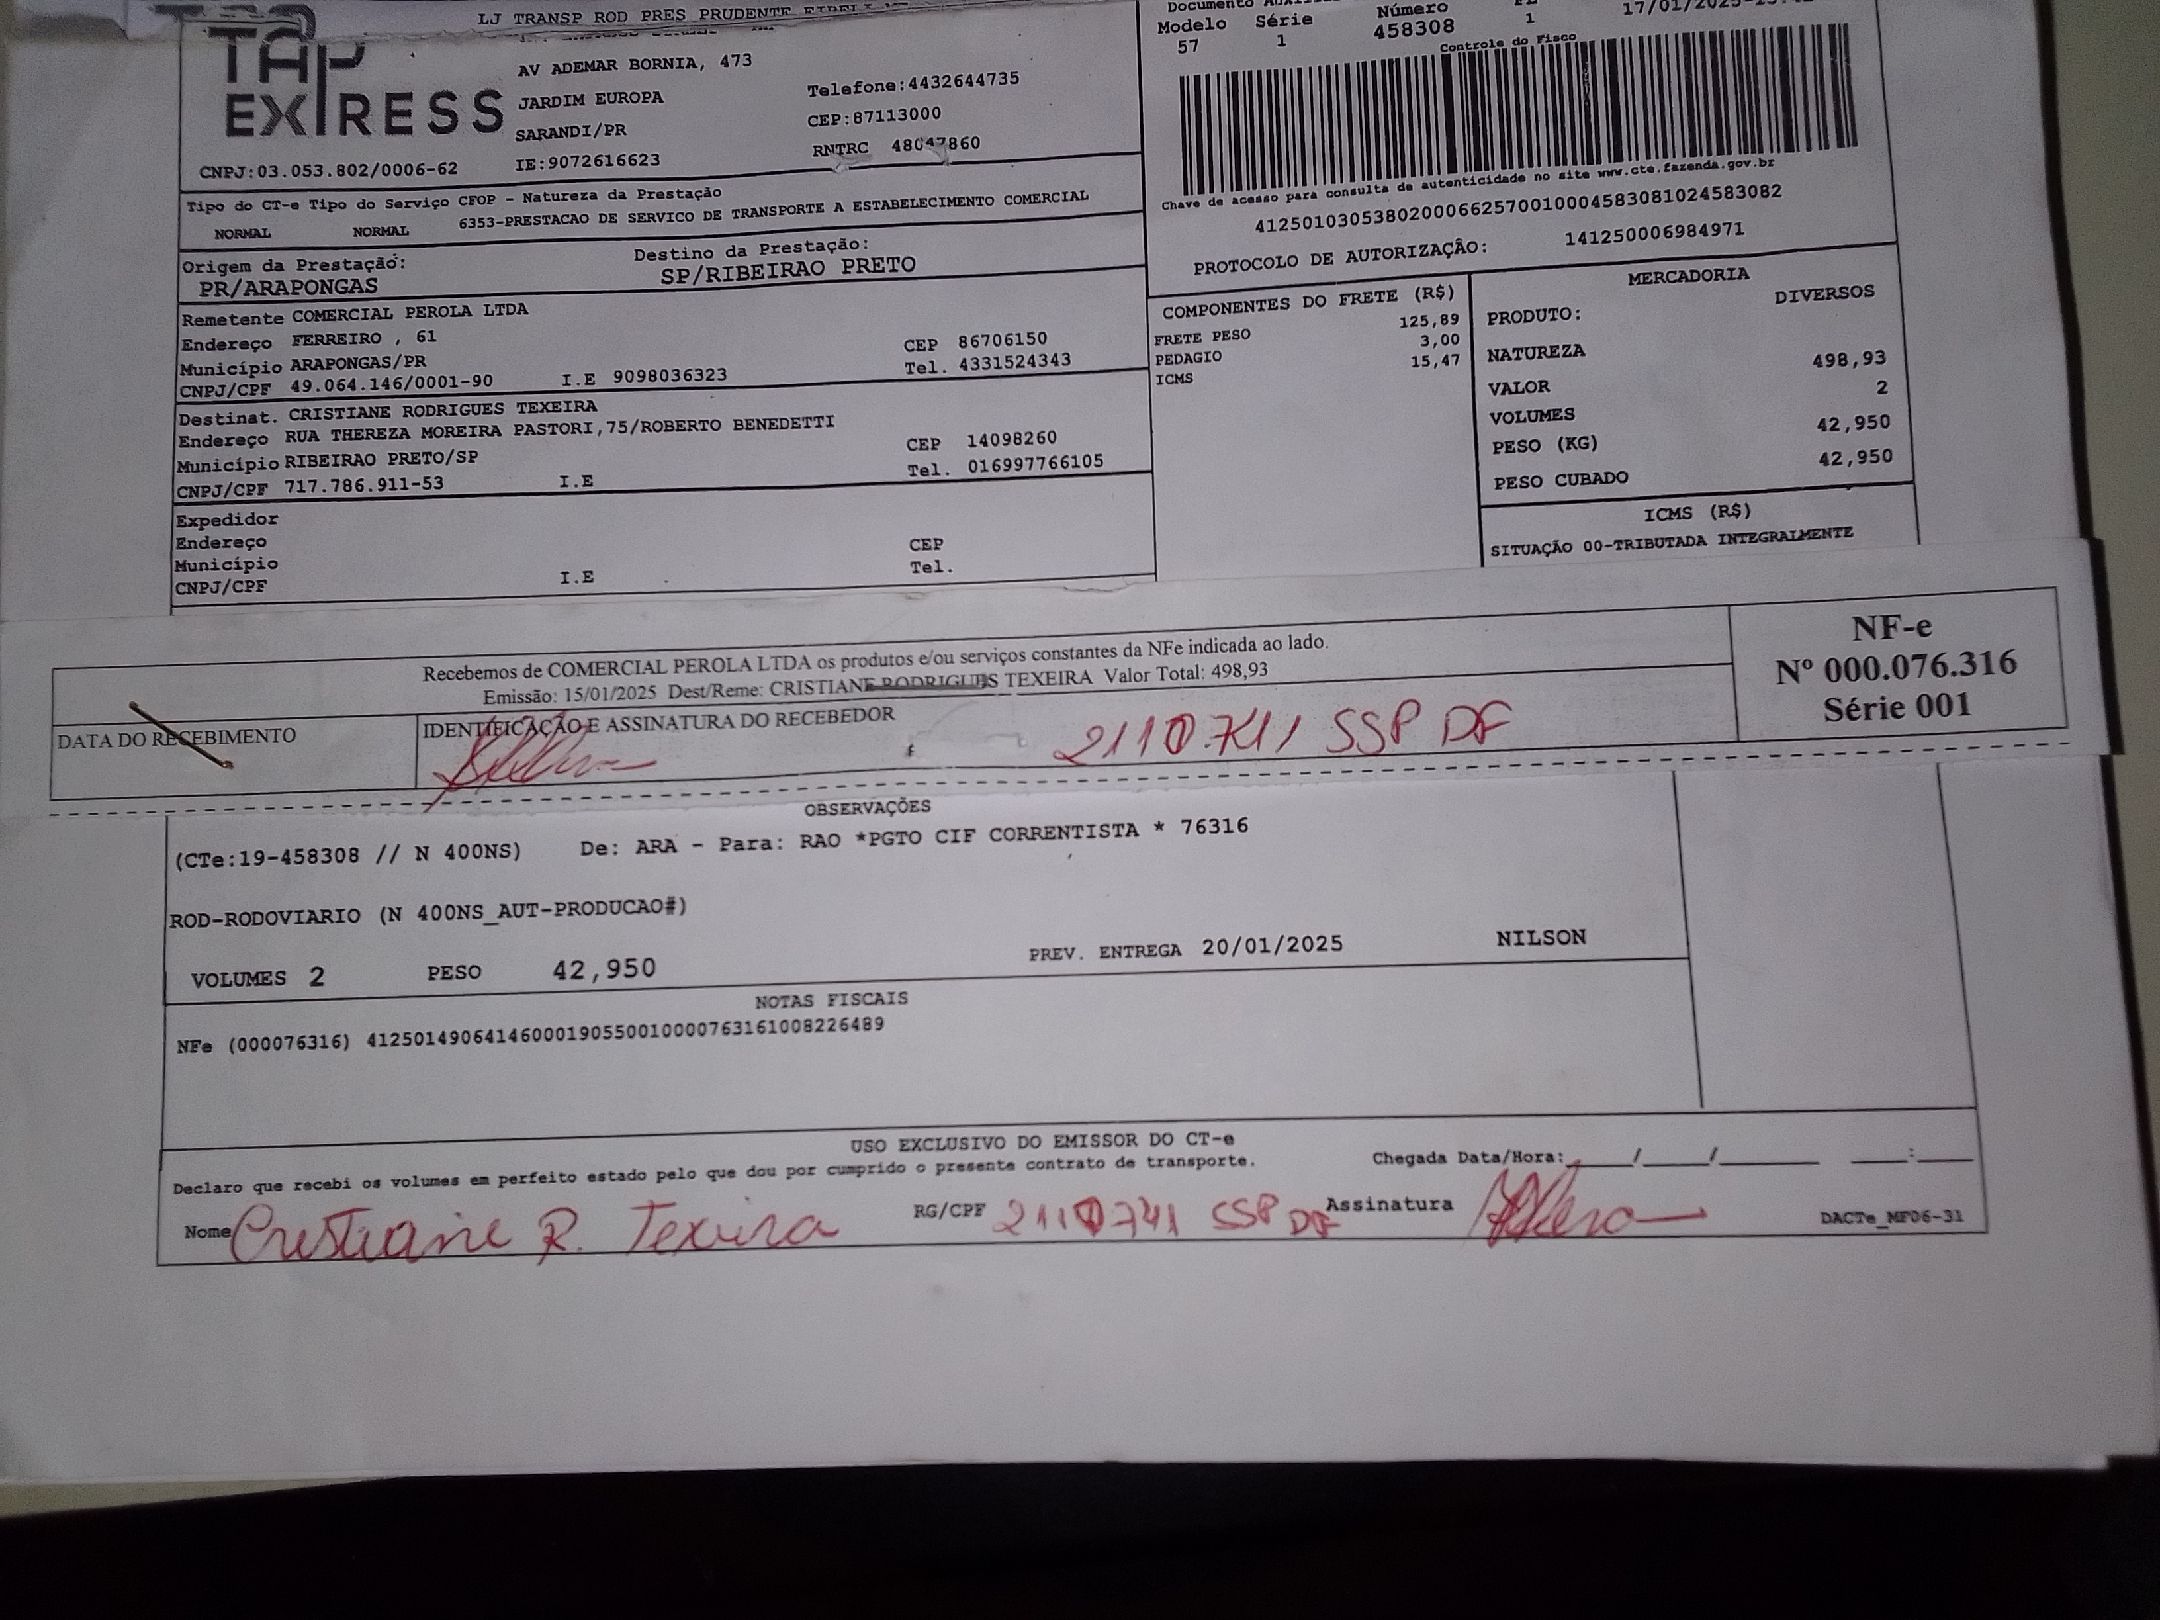 LJ TRANSP ROD PRES PRUDENTE
TAP EXPRESS
AV ADEMAR BORNIA, 473
JARDIM EUROPA
SARANDI/PR
IE:9072616623
Telefone:4432644735
CEP:87113000
RNTRC 48047860
CNPJ:03.053.802/0006-62
Modelo Série Número
57 1 458308 1
Controle do Fisco
Chave de acesso para consulta de autenticidade no site www.cte.fazenda.gov.br
41250103053802000662570010004583081024583082
PROTOCOLO DE AUTORIZAÇÃO: 141250006984971
Tipo do CT-e Tipo do Serviço CFOP - Natureza da Prestação
NORMAL NORMAL 6353-PRESTACAO DE SERVICO DE TRANSPORTE A ESTABELECIMENTO COMERCIAL
Origem da Prestação: Destino da Prestação:
PR/ARAPONGAS SP/RIBEIRAO PRETO
Remetente COMERCIAL PEROLA LTDA
Endereço FERREIRO , 61 CEP 86706150
Município ARAPONGAS/PR Tel. 4331524343
CNPJ/CPF 49.064.146/0001-90 I.E 9098036323
Destinat. CRISTIANE RODRIGUES TEXEIRA
Endereço RUA THEREZA MOREIRA PASTORI,75/ROBERTO BENEDETTI CEP 14098260
Município RIBEIRAO PRETO/SP Tel. 016997766105
CNPJ/CPF 717.786.911-53 I.E
Expedidor
Endereço CEP
Município Tel.
CNPJ/CPF I.E
COMPONENTES DO FRETE (R$)
FRETE PESO 125,89
PEDAGIO 3,00
ICMS 15,47
MERCADORIA
PRODUTO: DIVERSOS
NATUREZA
VALOR 498,93
VOLUMES 2
PESO (KG) 42,950
PESO CUBADO 42,950
ICMS (R$)
SITUAÇÃO 00-TRIBUTADA INTEGRALMENTE
Recebemos de COMERCIAL PEROLA LTDA os produtos e/ou serviços constantes da NFe indicada ao lado.
Emissão: 15/01/2025 Dest/Reme: CRISTIANE RODRIGUES TEXEIRA Valor Total: 498,93
DATA DO RECEBIMENTO
IDENTIFICAÇÃO E ASSINATURA DO RECEBEDOR
SSP DF
NF-e
Nº 000.076.316
Série 001
OBSERVAÇÕES
(CTe:19-458308 // N 400NS) De: ARA - Para: RAO *PGTO CIF CORRENTISTA * 76316
ROD-RODOVIARIO (N 400NS_AUT-PRODUCAO#)
VOLUMES 2 PESO 42,950 PREV. ENTREGA 20/01/2025 NILSON
NOTAS FISCAIS
NFe (000076316) 41250149064146000190550010000763161008226489
USO EXCLUSIVO DO EMISSOR DO CT-e
Declaro que recebi os volumes em perfeito estado pelo que dou por cumprido o presente contrato de transporte.
Chegada Data/Hora:____/____/______ ___:___
Nome Cristiane R. Texeira RG/CPF 2110741 SSP DF Assinatura
DACTe_MF06-31